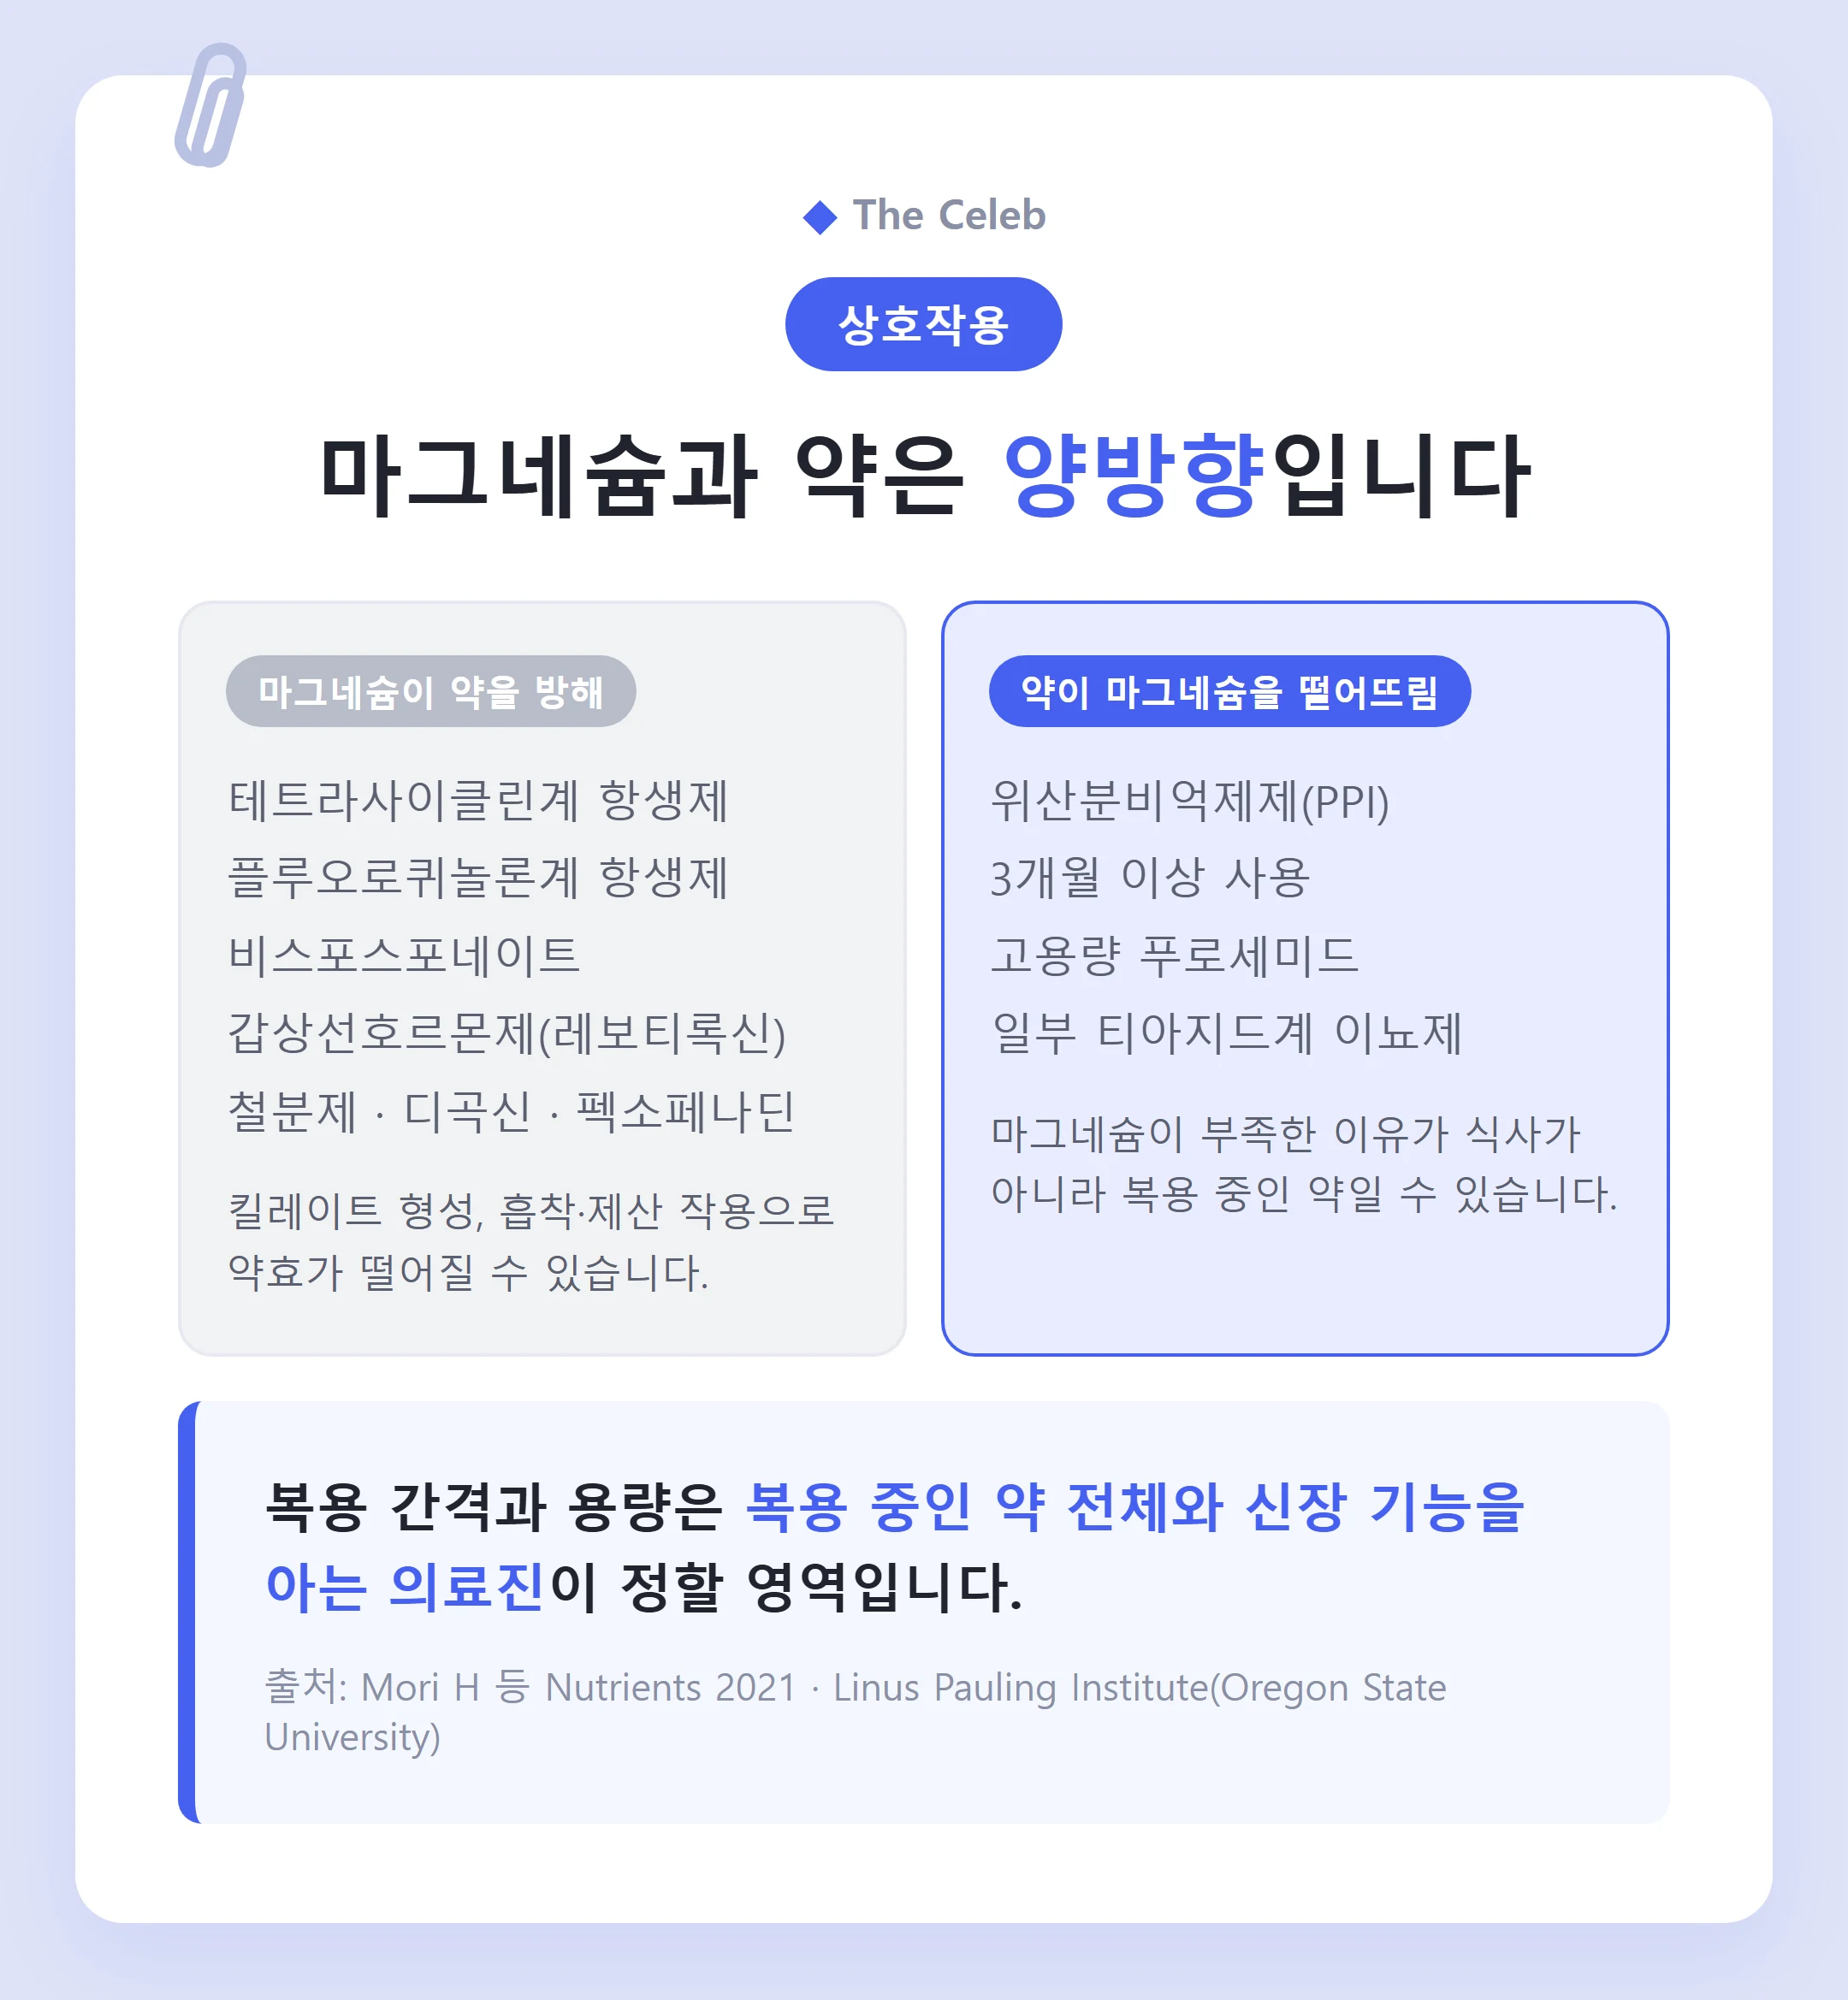 The Celeb
상호작용
마그네슘과 약은 양방향입니다
마그네슘이 약을 방해
테트라사이클린계 항생제
플루오로퀴놀론계 항생제
비스포스포네이트
갑상선호르몬제(레보티록신)
철분제 · 디곡신 · 펙소페나딘
킬레이트 형성, 흡착·제산 작용으로
약효가 떨어질 수 있습니다.
약이 마그네슘을 떨어뜨림
위산분비억제제(PPI)
3개월 이상 사용
고용량 푸로세미드
일부 티아지드계 이뇨제
마그네슘이 부족한 이유가 식사가
아니라 복용 중인 약일 수 있습니다.
복용 간격과 용량은 복용 중인 약 전체와 신장 기능을
아는 의료진이 정할 영역입니다.
출처: Mori H 등 Nutrients 2021 · Linus Pauling Institute(Oregon State
University)